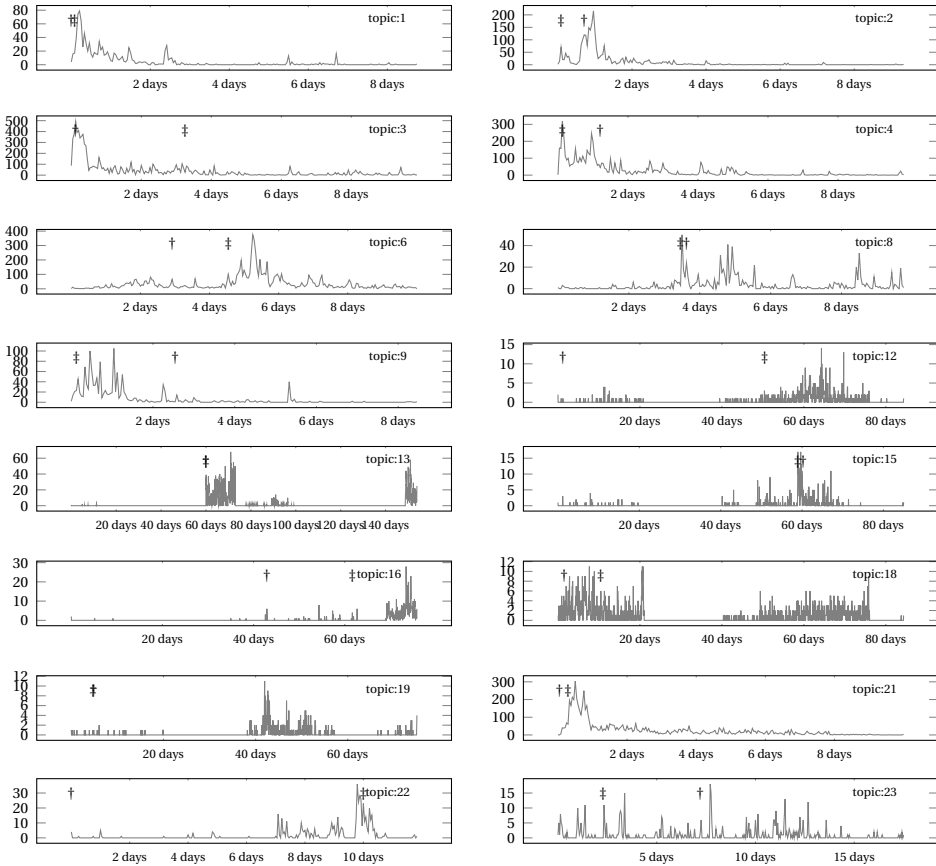 80 60 40 20 0 †‡ topic:1
2 days 4 days 6 days 8 days
200 150 100 50 0 ‡ † topic:2
2 days 4 days 6 days 8 days
500 400 300 200 100 0 † ‡ topic:3
2 days 4 days 6 days 8 days
300 200 100 0 ‡ † topic:4
2 days 4 days 6 days 8 days
400 300 200 100 0 † ‡ topic:6
2 days 4 days 6 days 8 days
40 20 0 ‡† topic:8
2 days 4 days 6 days 8 days
100 80 60 40 20 0 ‡ † topic:9
2 days 4 days 6 days 8 days
15 10 5 0 † ‡ topic:12
20 days 40 days 60 days 80 days
60 40 20 0 ‡ topic:13
20 days 40 days 60 days 80 days 100 days 120 days 140 days
15 10 5 0 ‡† topic:15
20 days 40 days 60 days 80 days
30 20 10 0 † ‡ topic:16
20 days 40 days 60 days
12 10 8 6 4 2 0 † ‡ topic:18
20 days 40 days 60 days 80 days
12 10 8 6 4 2 0 ‡ topic:19
20 days 40 days 60 days
300 200 100 0 † ‡ topic:21
2 days 4 days 6 days 8 days
30 20 10 0 † ‡ topic:22
2 days 4 days 6 days 8 days 10 days
15 10 5 0 ‡ † topic:23
5 days 10 days 15 days